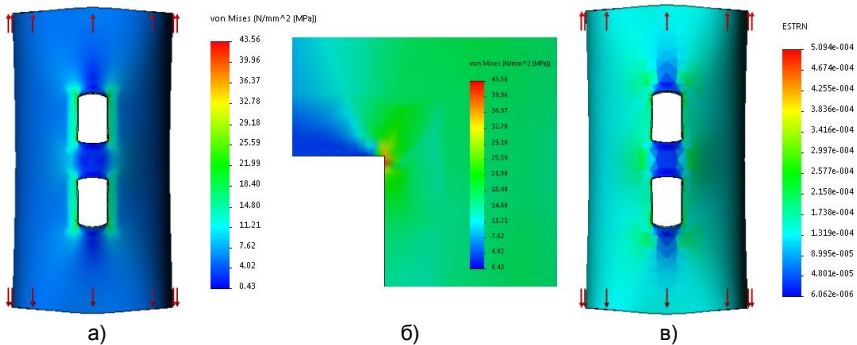 von Mises (N/mm^2 (MPa))
43.56
39.96
36.37
32.78
29.18
25.59
21.99
18.40
14.80
11.21
7.62
4.02
0.43
а)
von Mises (N/mm^2 (MPa))
43.56
39.96
36.37
32.78
29.18
25.59
21.99
18.40
14.80
11.21
7.62
4.02
0.43
б)
ESTRN
5.094e-004
4.674e-004
4.255e-004
3.836e-004
3.416e-004
2.997e-004
2.577e-004
2.158e-004
1.738e-004
1.319e-004
8.995e-005
4.801e-005
6.062e-006
в)